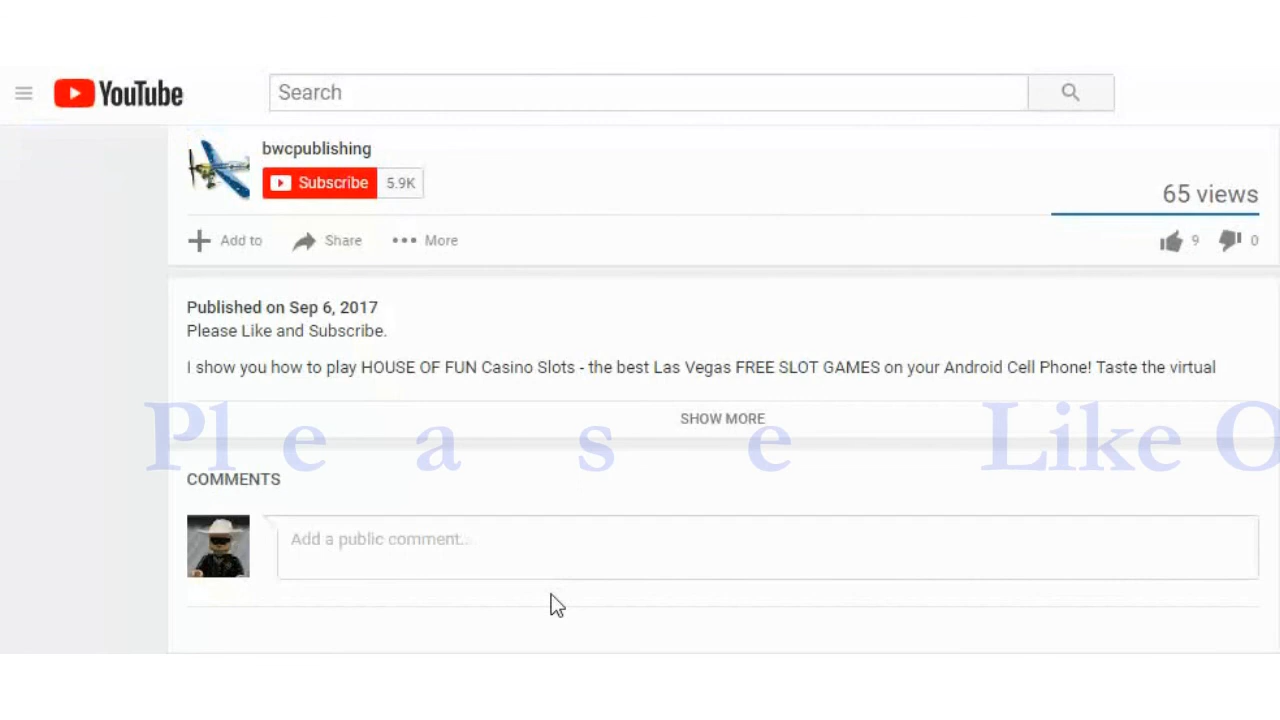 YouTube
Search
bwcpublishing
Subscribe 5.9K
65 views
Add to Share More
9 0
Published on Sep 6, 2017
Please Like and Subscribe.
I show you how to play HOUSE OF FUN Casino Slots - the best Las Vegas FREE SLOT GAMES on your Android Cell Phone! Taste the virtual
SHOW MORE
Please Like O
COMMENTS
Add a public comment...